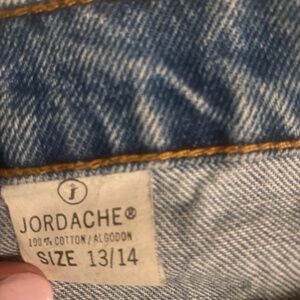 j
JORDACHE®
100% COTTON/ALGODON
SIZE 13/14